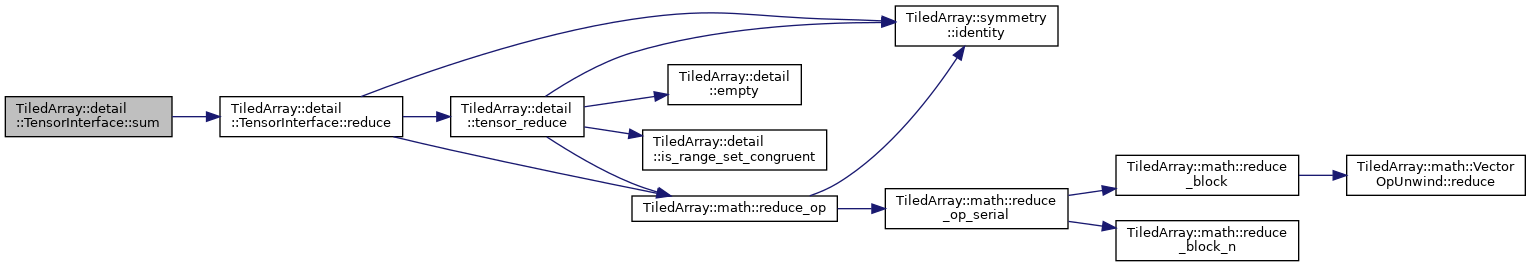 TiledArray::detail
::TensorInterface::sum
TiledArray::detail
::TensorInterface::reduce
TiledArray::detail
::tensor_reduce
TiledArray::symmetry
::identity
TiledArray::detail
::empty
TiledArray::detail
::is_range_set_congruent
TiledArray::math::reduce_op
TiledArray::math::reduce
_op_serial
TiledArray::math::reduce
_block
TiledArray::math::Vector
OpUnwind::reduce
TiledArray::math::reduce
_block_n